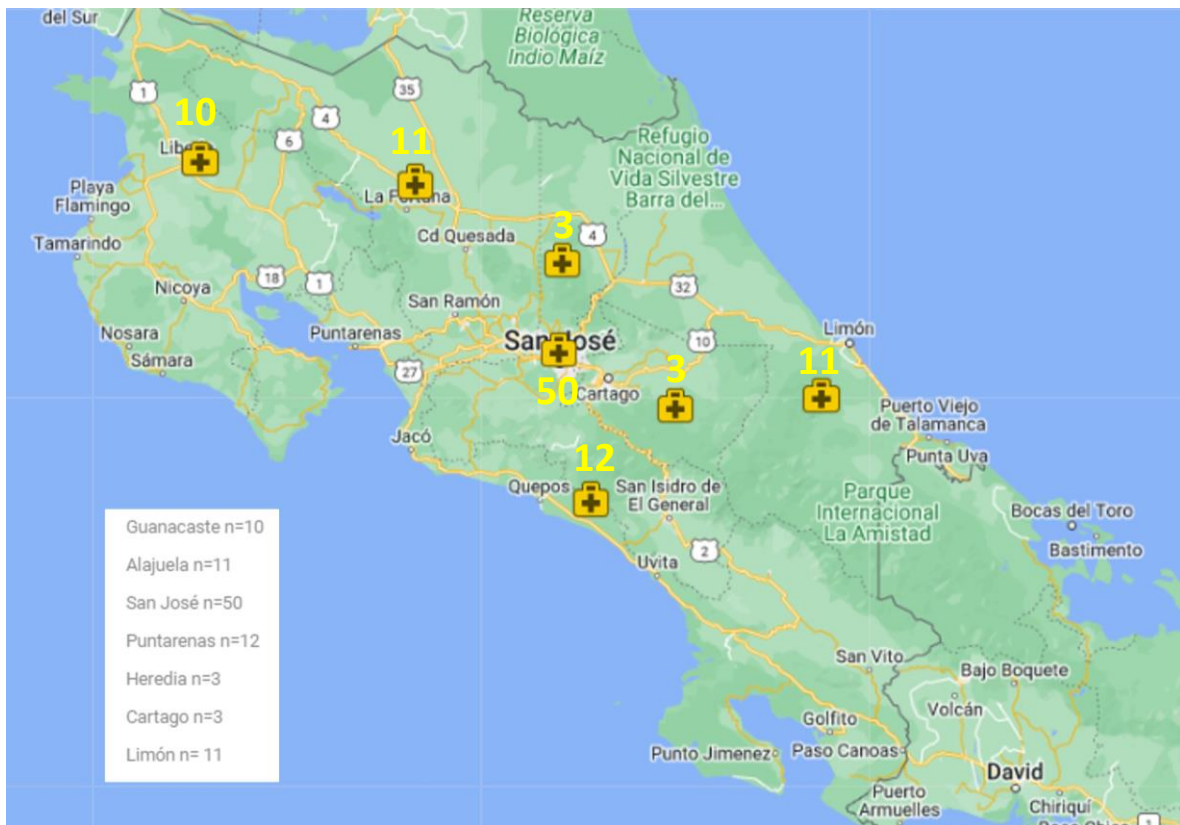 del Sur
Reserva
Biológica
Indio Maíz
1
35
10
4
Liberia
6
11
Refugio
Nacional de
Vida Silvestre
Barra del...
Playa
Flamingo
La Fortuna
3
4
Tamarindo
Cd Quesada
18
1
32
Nicoya
San Ramón
Nosara
Puntarenas
San José
10
Limón
Sámara
27
50
3
11
Cartago
Puerto Viejo
de Talamanca
Jacó
Punta Uva
12
Quepos
San Isidro de
El General
Parque
Internacional
La Amistad
Bocas del Toro
Bastimento
2
Uvita
Guanacaste n=10
Alajuela n=11
San José n=50
Puntarenas n=12
Heredia n=3
Cartago n=3
Limón n= 11
San Vito
Bajo Boquete
Volcán
Golfito
Punto Jimenez
Paso Canoas
David
Puerto
Armuelles
Chiriquí
1